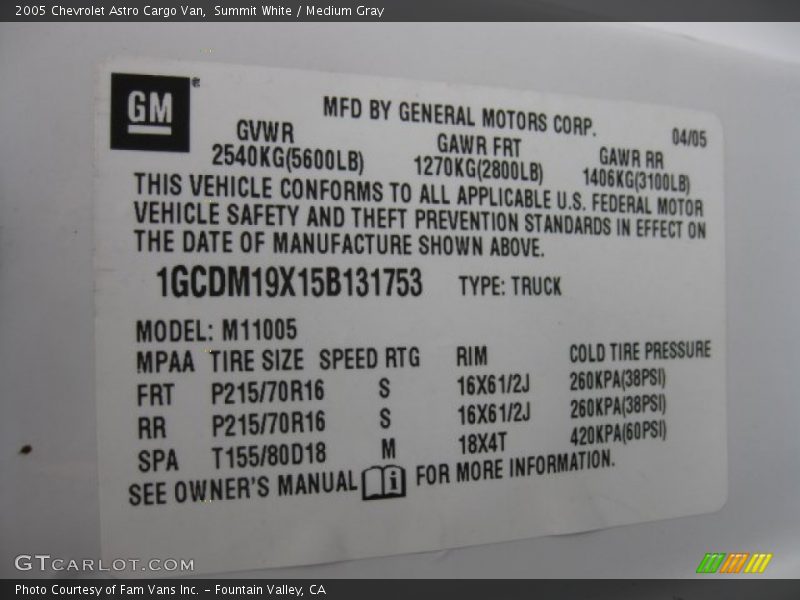 2005 Chevrolet Astro Cargo Van, Summit White / Medium Gray
GM®
MFD BY GENERAL MOTORS CORP.
04/05
GVWR GAWR FRT GAWR RR
2540KG(5600LB) 1270KG(2800LB) 1406KG(3100LB)
THIS VEHICLE CONFORMS TO ALL APPLICABLE U.S. FEDERAL MOTOR
VEHICLE SAFETY AND THEFT PREVENTION STANDARDS IN EFFECT ON
THE DATE OF MANUFACTURE SHOWN ABOVE.
1GCDM19X15B131753 TYPE: TRUCK
MODEL: M11005
MPAA TIRE SIZE SPEED RTG RIM COLD TIRE PRESSURE
FRT P215/70R16 S 16X61/2J 260KPA(38PSI)
RR P215/70R16 S 16X61/2J 260KPA(38PSI)
SPA T155/80D18 M 18X4T 420KPA(60PSI)
SEE OWNER'S MANUAL i FOR MORE INFORMATION.
GTCARLOT.COM
Photo Courtesy of Fam Vans Inc. - Fountain Valley, CA